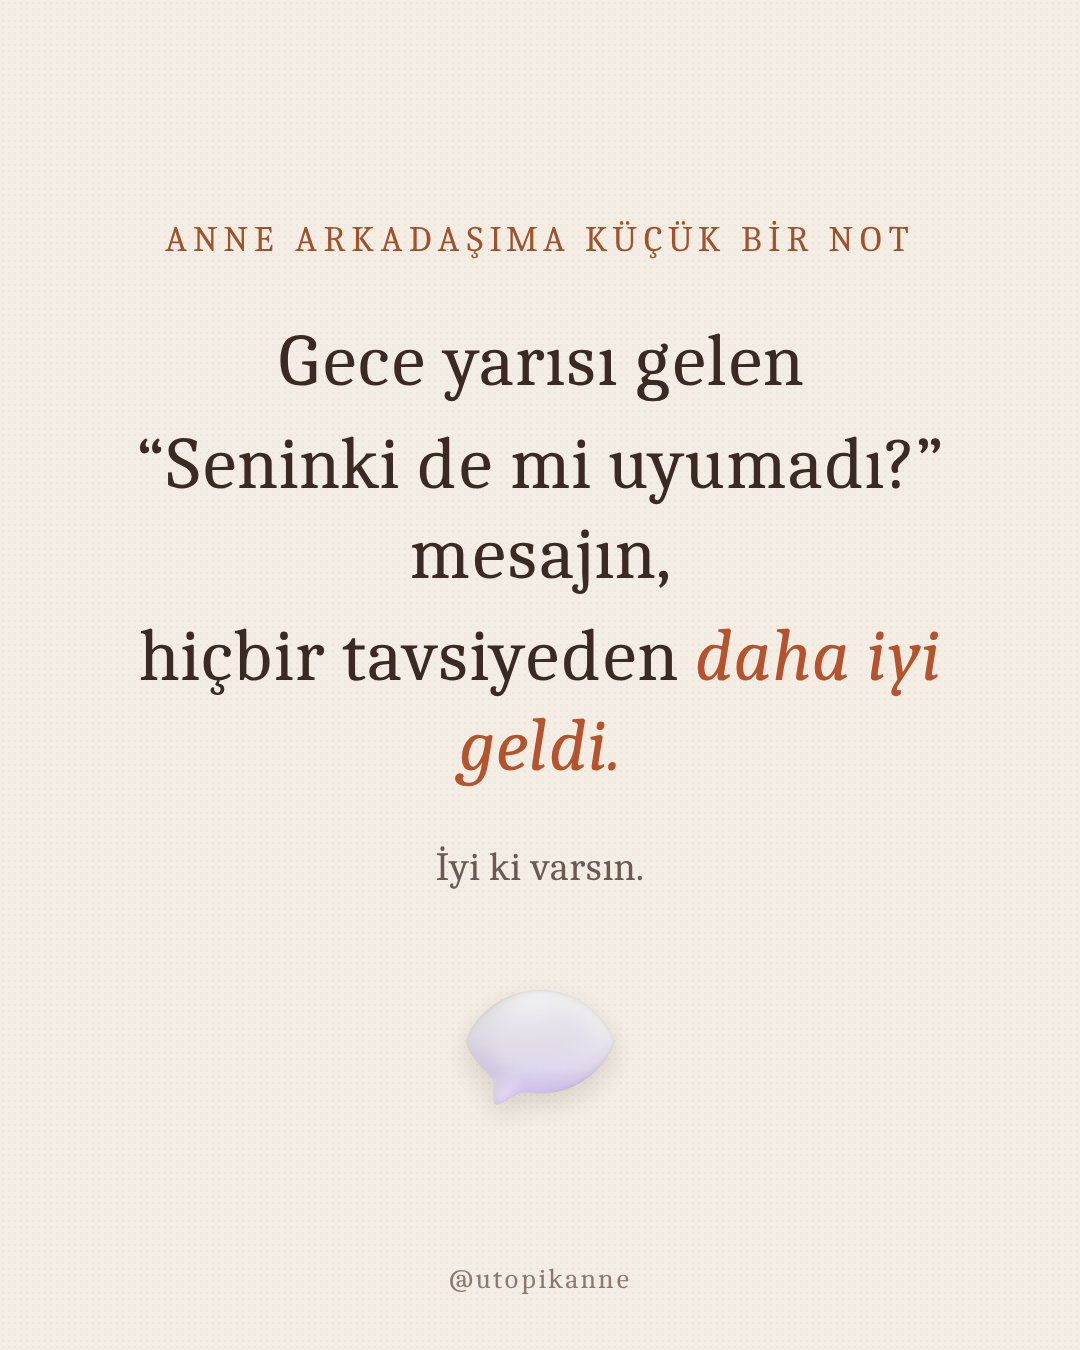 ANNE ARKADAŞIMA KÜÇÜK BİR NOT
Gece yarısı gelen
“Seninki de mi uyumadı?”
mesajın,
hiçbir tavsiyeden daha iyi
geldi.
İyi ki varsın.
@utopikanne